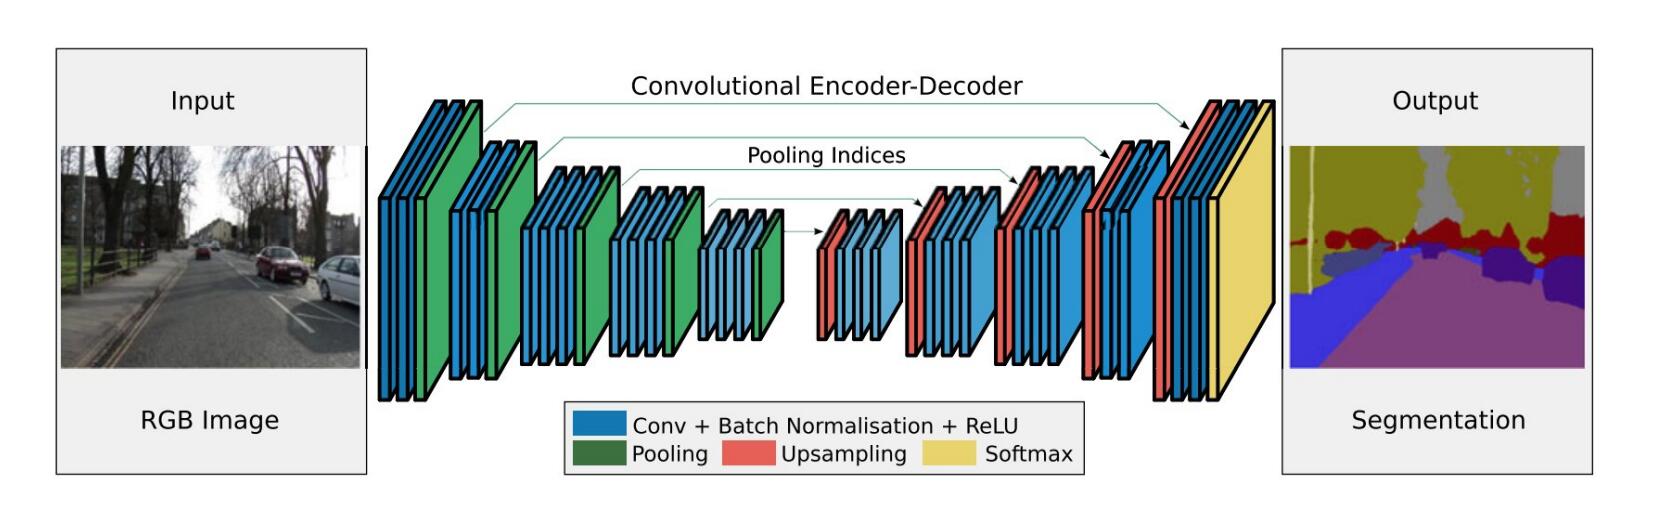 Input
RGB Image
Convolutional Encoder-Decoder
Pooling Indices
Conv + Batch Normalisation + ReLU
Pooling Upsampling Softmax
Output
Segmentation